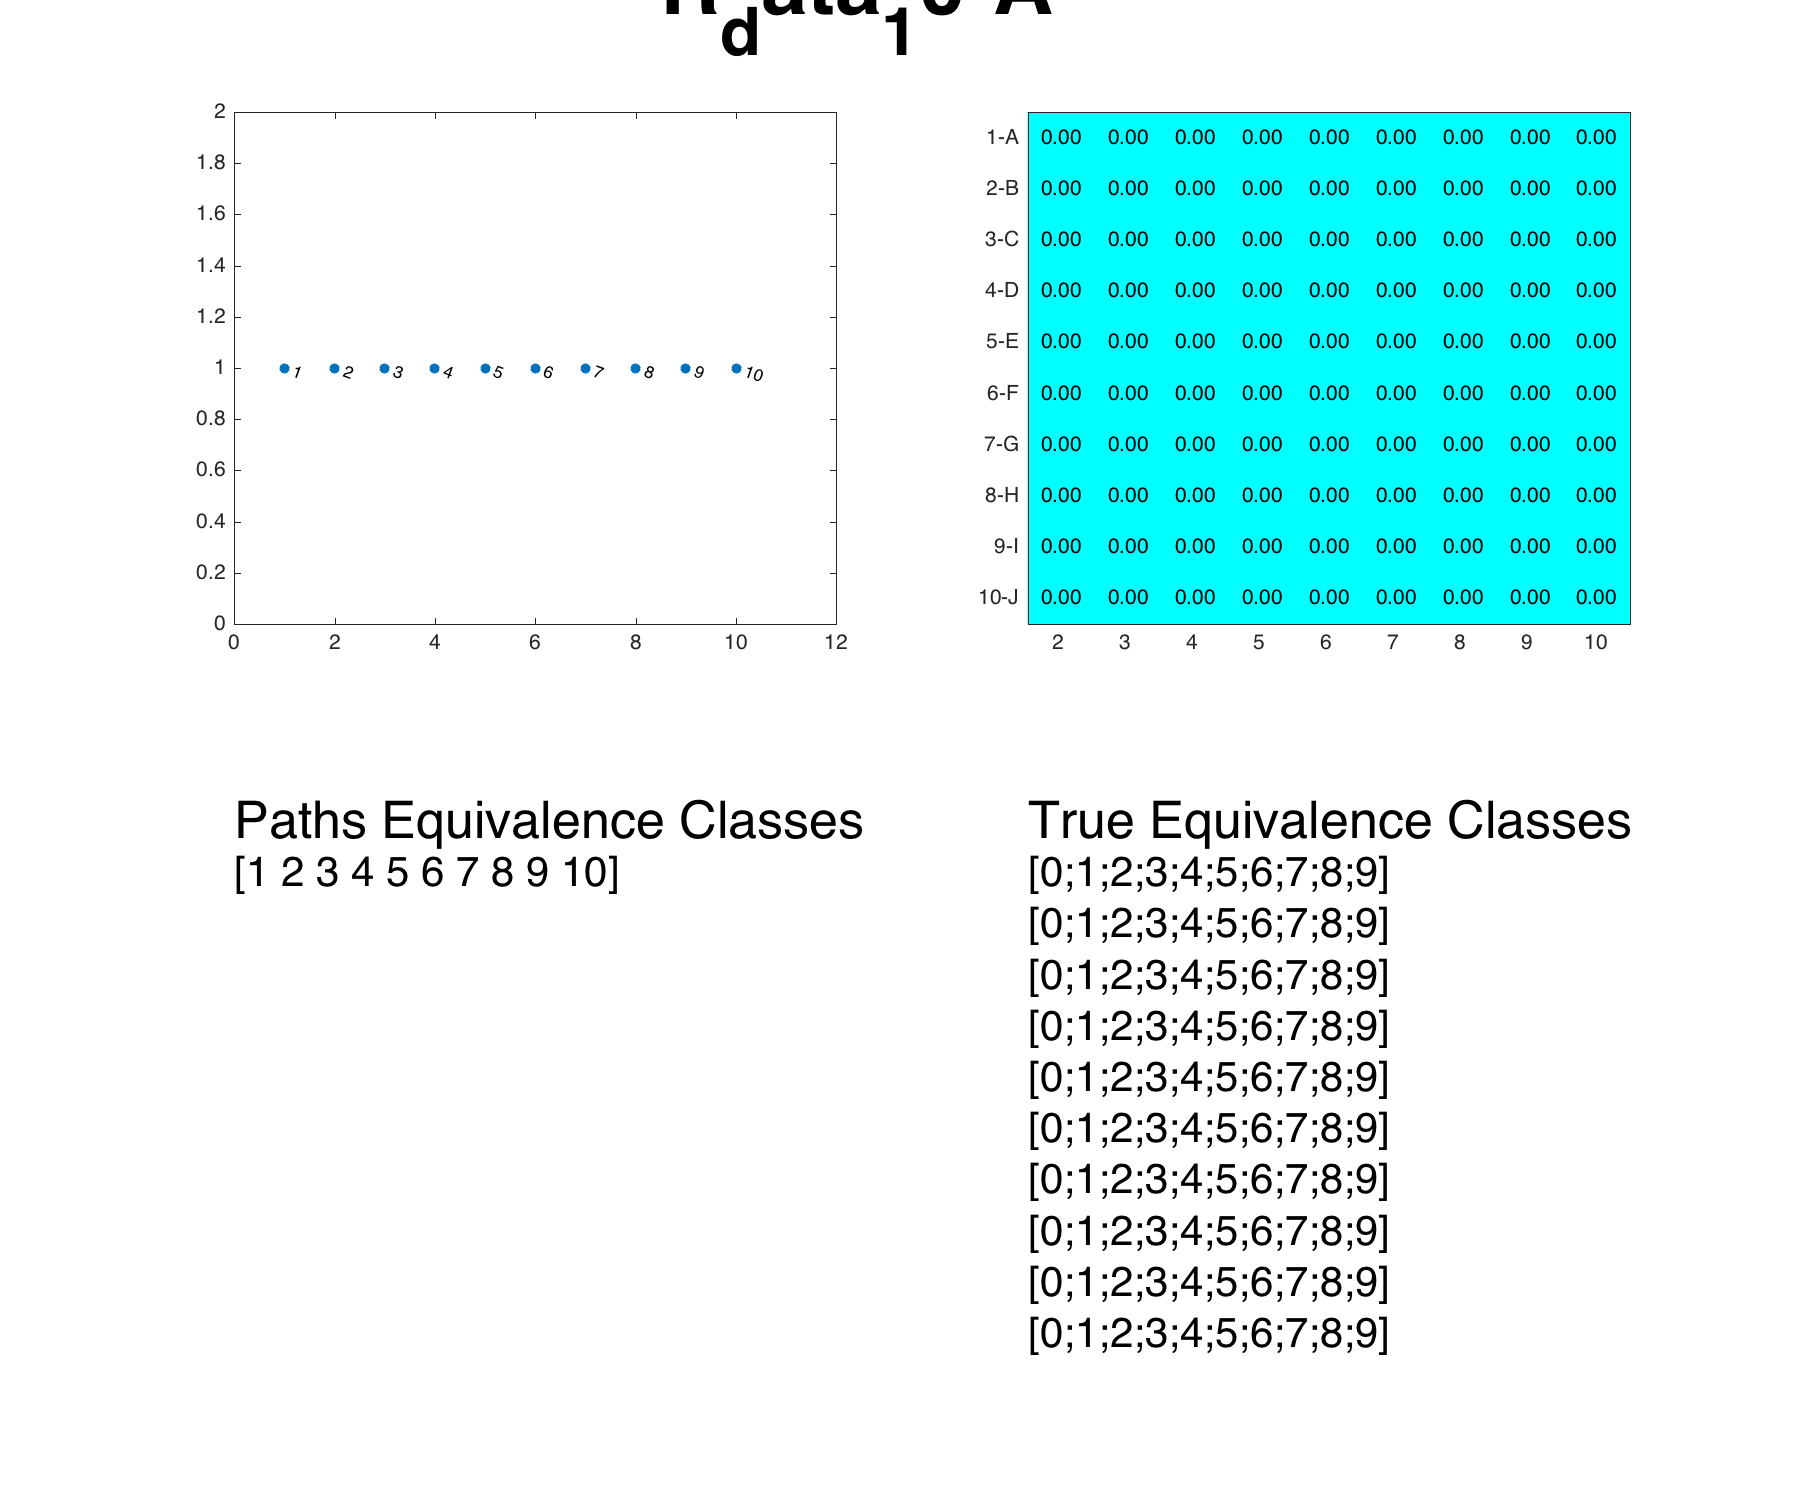 2
1.8
1.6
1.4
1.2
1
0.8
0.6
0.4
0.2
0
0 2 4 6 8 10 12
1 2 3 4 5 6 7 8 9 10
1-A 0.00 0.00 0.00 0.00 0.00 0.00 0.00 0.00 0.00
2-B 0.00 0.00 0.00 0.00 0.00 0.00 0.00 0.00 0.00
3-C 0.00 0.00 0.00 0.00 0.00 0.00 0.00 0.00 0.00
4-D 0.00 0.00 0.00 0.00 0.00 0.00 0.00 0.00 0.00
5-E 0.00 0.00 0.00 0.00 0.00 0.00 0.00 0.00 0.00
6-F 0.00 0.00 0.00 0.00 0.00 0.00 0.00 0.00 0.00
7-G 0.00 0.00 0.00 0.00 0.00 0.00 0.00 0.00 0.00
8-H 0.00 0.00 0.00 0.00 0.00 0.00 0.00 0.00 0.00
9-I 0.00 0.00 0.00 0.00 0.00 0.00 0.00 0.00 0.00
10-J 0.00 0.00 0.00 0.00 0.00 0.00 0.00 0.00 0.00
2 3 4 5 6 7 8 9 10
Paths Equivalence Classes
[1 2 3 4 5 6 7 8 9 10]
True Equivalence Classes
[0;1;2;3;4;5;6;7;8;9]
[0;1;2;3;4;5;6;7;8;9]
[0;1;2;3;4;5;6;7;8;9]
[0;1;2;3;4;5;6;7;8;9]
[0;1;2;3;4;5;6;7;8;9]
[0;1;2;3;4;5;6;7;8;9]
[0;1;2;3;4;5;6;7;8;9]
[0;1;2;3;4;5;6;7;8;9]
[0;1;2;3;4;5;6;7;8;9]
[0;1;2;3;4;5;6;7;8;9]